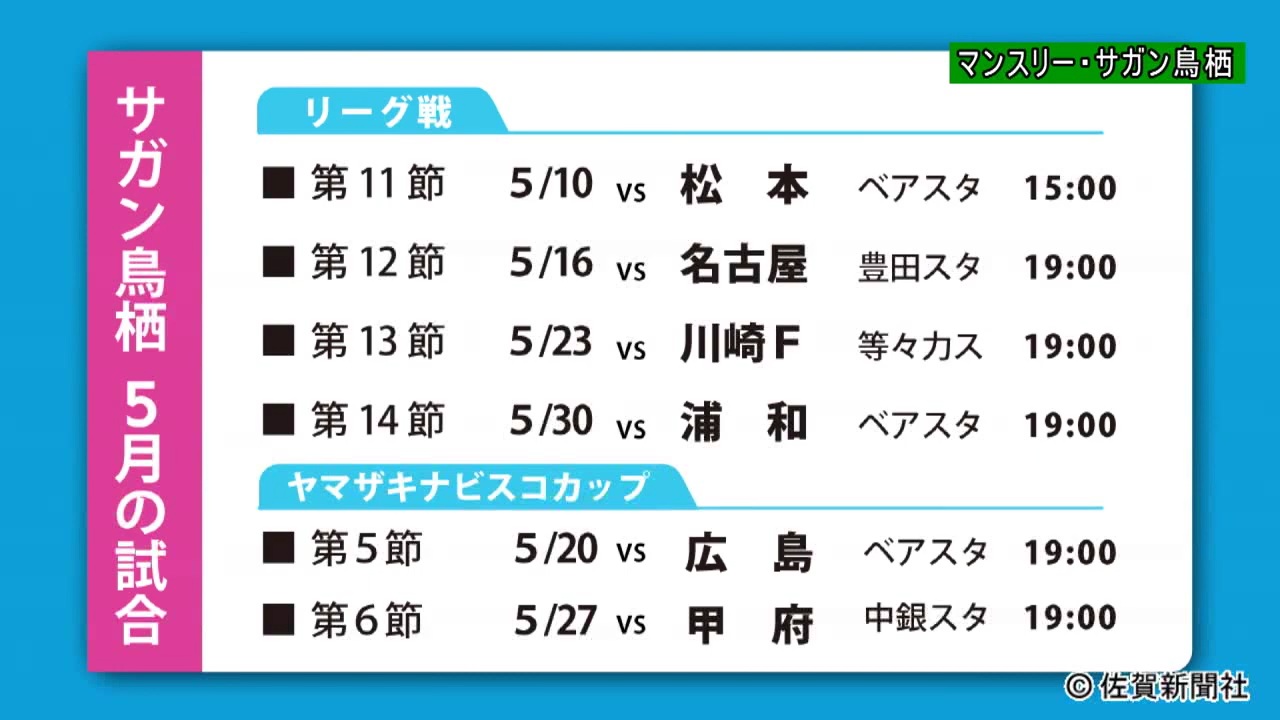 マンスリー・サガン鳥栖
サガン鳥栖 5月の試合
リーグ戦
■ 第11節 5/10 vs 松本 ベアスタ 15:00
■ 第12節 5/16 vs 名古屋 豊田スタ 19:00
■ 第13節 5/23 vs 川崎F 等々力ス 19:00
■ 第14節 5/30 vs 浦和 ベアスタ 19:00
ヤマザキナビスコカップ
■ 第5節 5/20 vs 広島 ベアスタ 19:00
■ 第6節 5/27 vs 甲府 中銀スタ 19:00
©佐賀新聞社